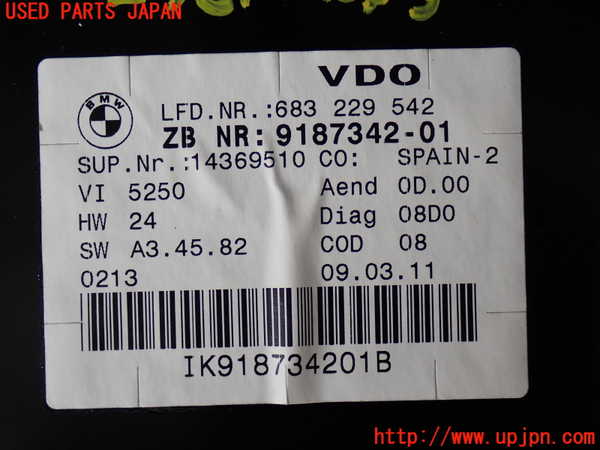 USED PARTS JAPAN
BMW
VDO
LFD.NR.:683 229 542
ZB NR: 9187342-01
SUP.Nr.:14369510 CO: SPAIN-2
VI 5250 Aend 0D.00
HW 24 Diag 08D0
SW A3.45.82 COD 08
0213 09.03.11
IK918734201B
http://www.upjpn.com/